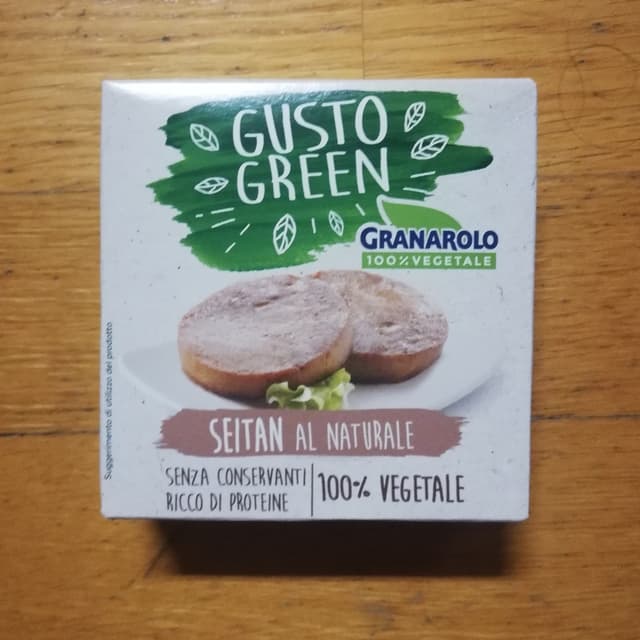 GUSTO
GREEN
GRANAROLO
100% VEGETALE
Suggerimento di utilizzo del prodotto
SEITAN AL NATURALE
SENZA CONSERVANTI
RICCO DI PROTEINE
100% VEGETALE